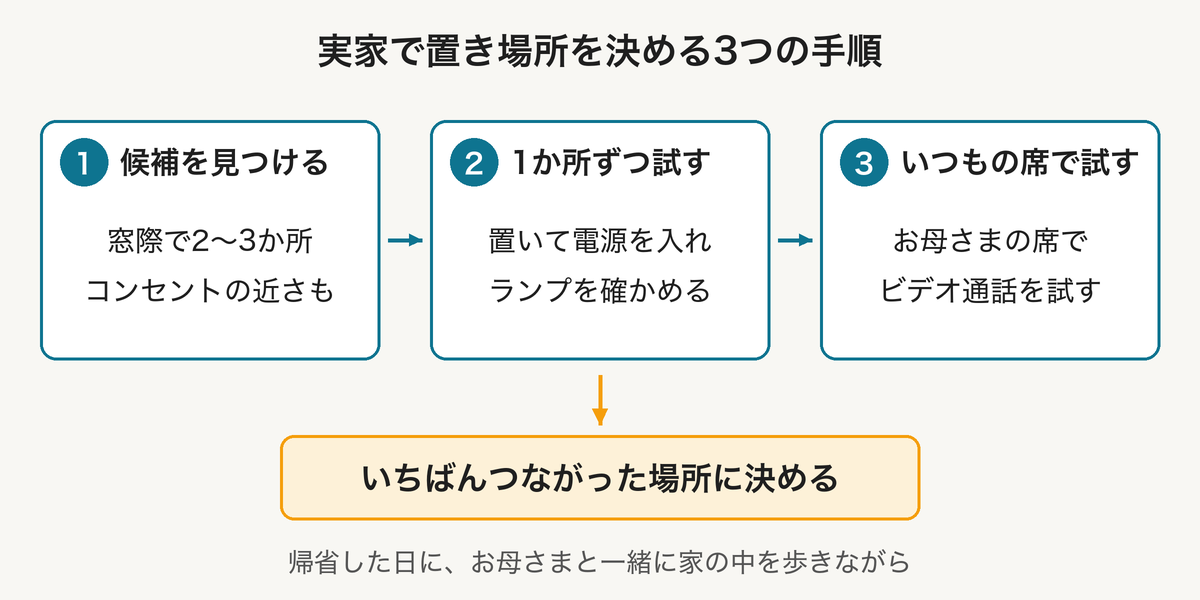 実家で置き場所を決める3つの手順
1 候補を見つける
窓際で2〜3か所
コンセントの近さも
2 1か所ずつ試す
置いて電源を入れ
ランプを確かめる
3 いつもの席で試す
お母さまの席で
ビデオ通話を試す
いちばんつながった場所に決める
帰省した日に、お母さまと一緒に家の中を歩きながら